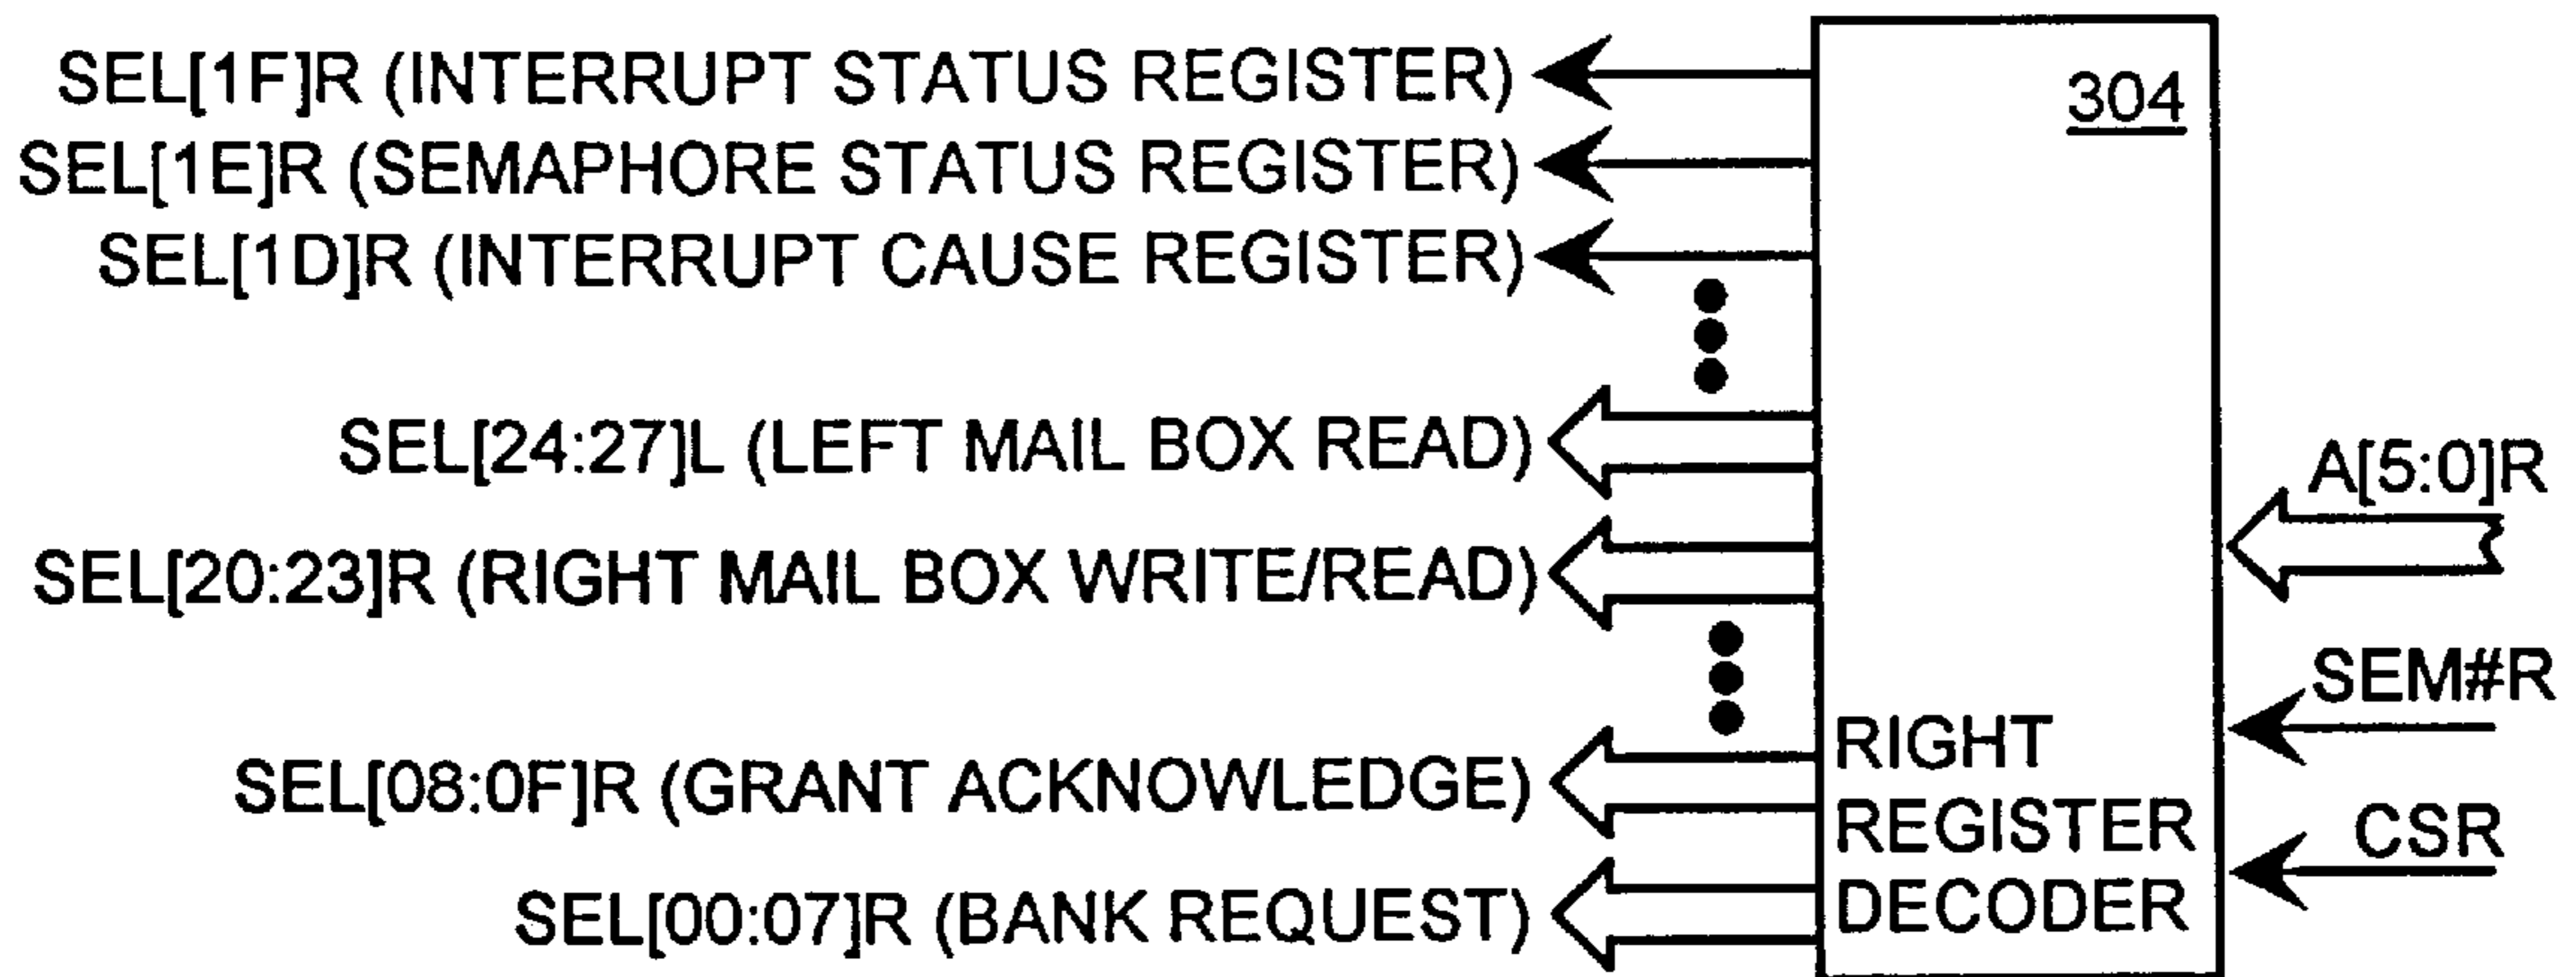 SEL[1F]R (INTERRUPT STATUS REGISTER)
304
SEL[1E]R (SEMAPHORE STATUS REGISTER)
SEL[1D]R (INTERRUPT CAUSE REGISTER)
SEL[24:27]L (LEFT MAIL BOX READ)
A[5:0]R
SEL[20:23]R (RIGHT MAIL BOX WRITE/READ)
SEM#R
SEL[08:0F]R (GRANT ACKNOWLEDGE)
CSR
SEL[00:07]R (BANK REQUEST)
RIGHT
REGISTER
DECODER